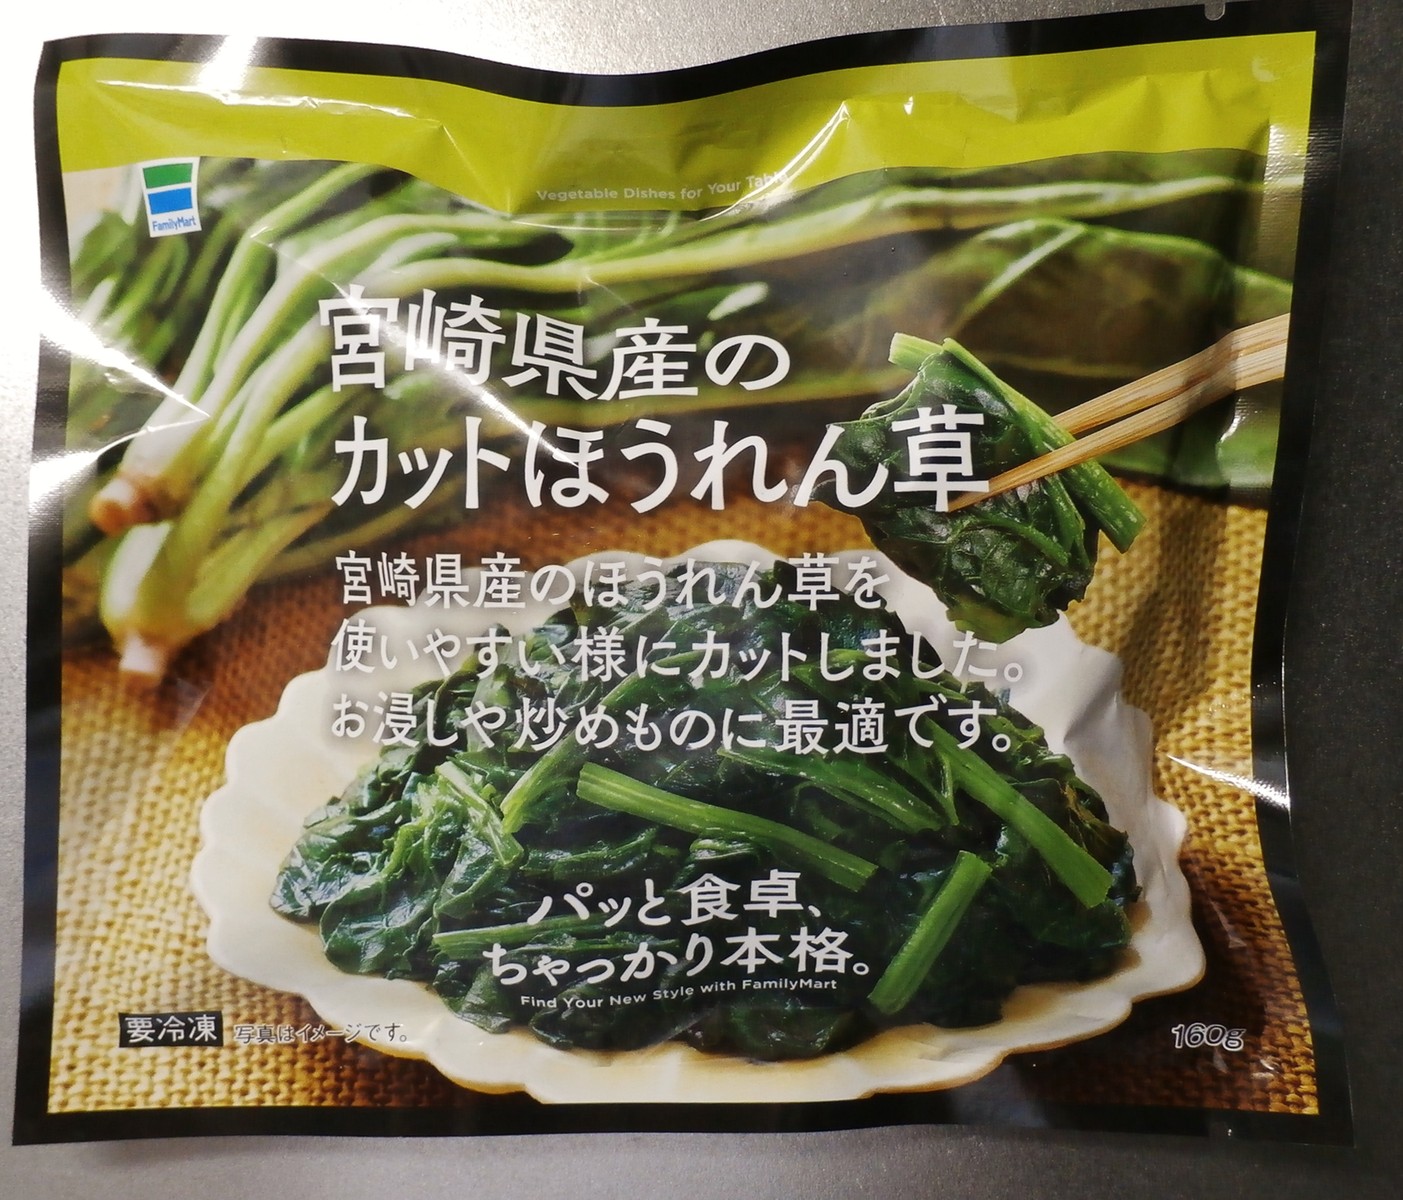 Vegetable Dishes for Your Table
FamilyMart
宮崎県産の
カットほうれん草
宮崎県産のほうれん草を
使いやすい様にカットしました。
お浸しや炒めものに最適です。
パッと食卓、
ちゃっかり本格。
Find Your New Style with FamilyMart
要冷凍 写真はイメージです。
160g